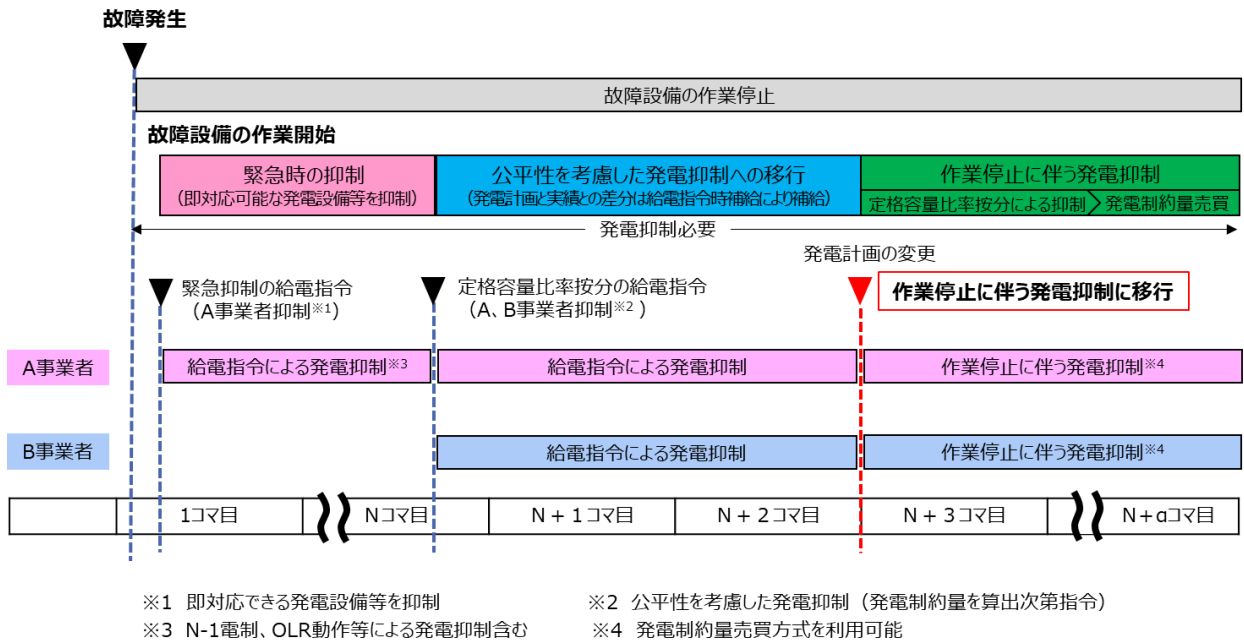 故障発生
故障設備の作業停止
故障設備の作業開始
緊急時の抑制
(即対応可能な発電設備等を抑制)
公平性を考慮した発電抑制への移行
(発電計画と実績との差分は給電指令時補給により補給)
作業停止に伴う発電抑制
定格容量比率按分による抑制
発電制約量売買
発電抑制必要
発電計画の変更
緊急抑制の給電指令
(A事業者抑制※1)
定格容量比率按分の給電指令
(A、B事業者抑制※2)
作業停止に伴う発電抑制に移行
A事業者
給電指令による発電抑制※3
給電指令による発電抑制
作業停止に伴う発電抑制※4
B事業者
給電指令による発電抑制
作業停止に伴う発電抑制※4
1コマ目
Nコマ目
N+1コマ目
N+2コマ目
N+3コマ目
N+αコマ目
※1 即対応できる発電設備等を抑制
※2 公平性を考慮した発電抑制(発電制約量を算出次第指令)
※3 N-1電制、OLR動作等による発電抑制含む
※4 発電制約量売買方式を利用可能